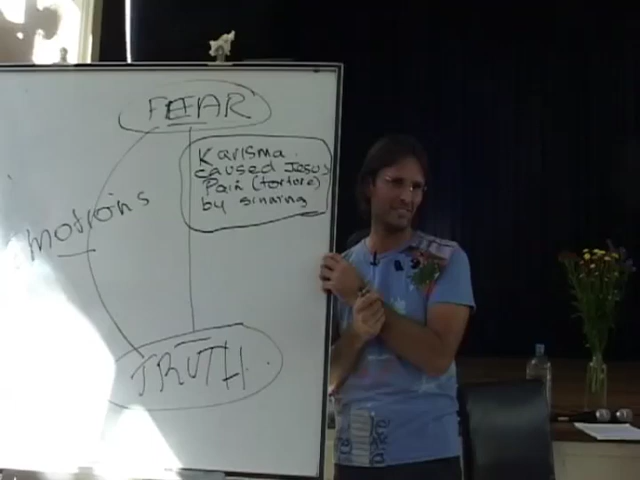 FEAR
Karisma
caused Jesus
Pain (torture)
by sinning
motions
TRUTH